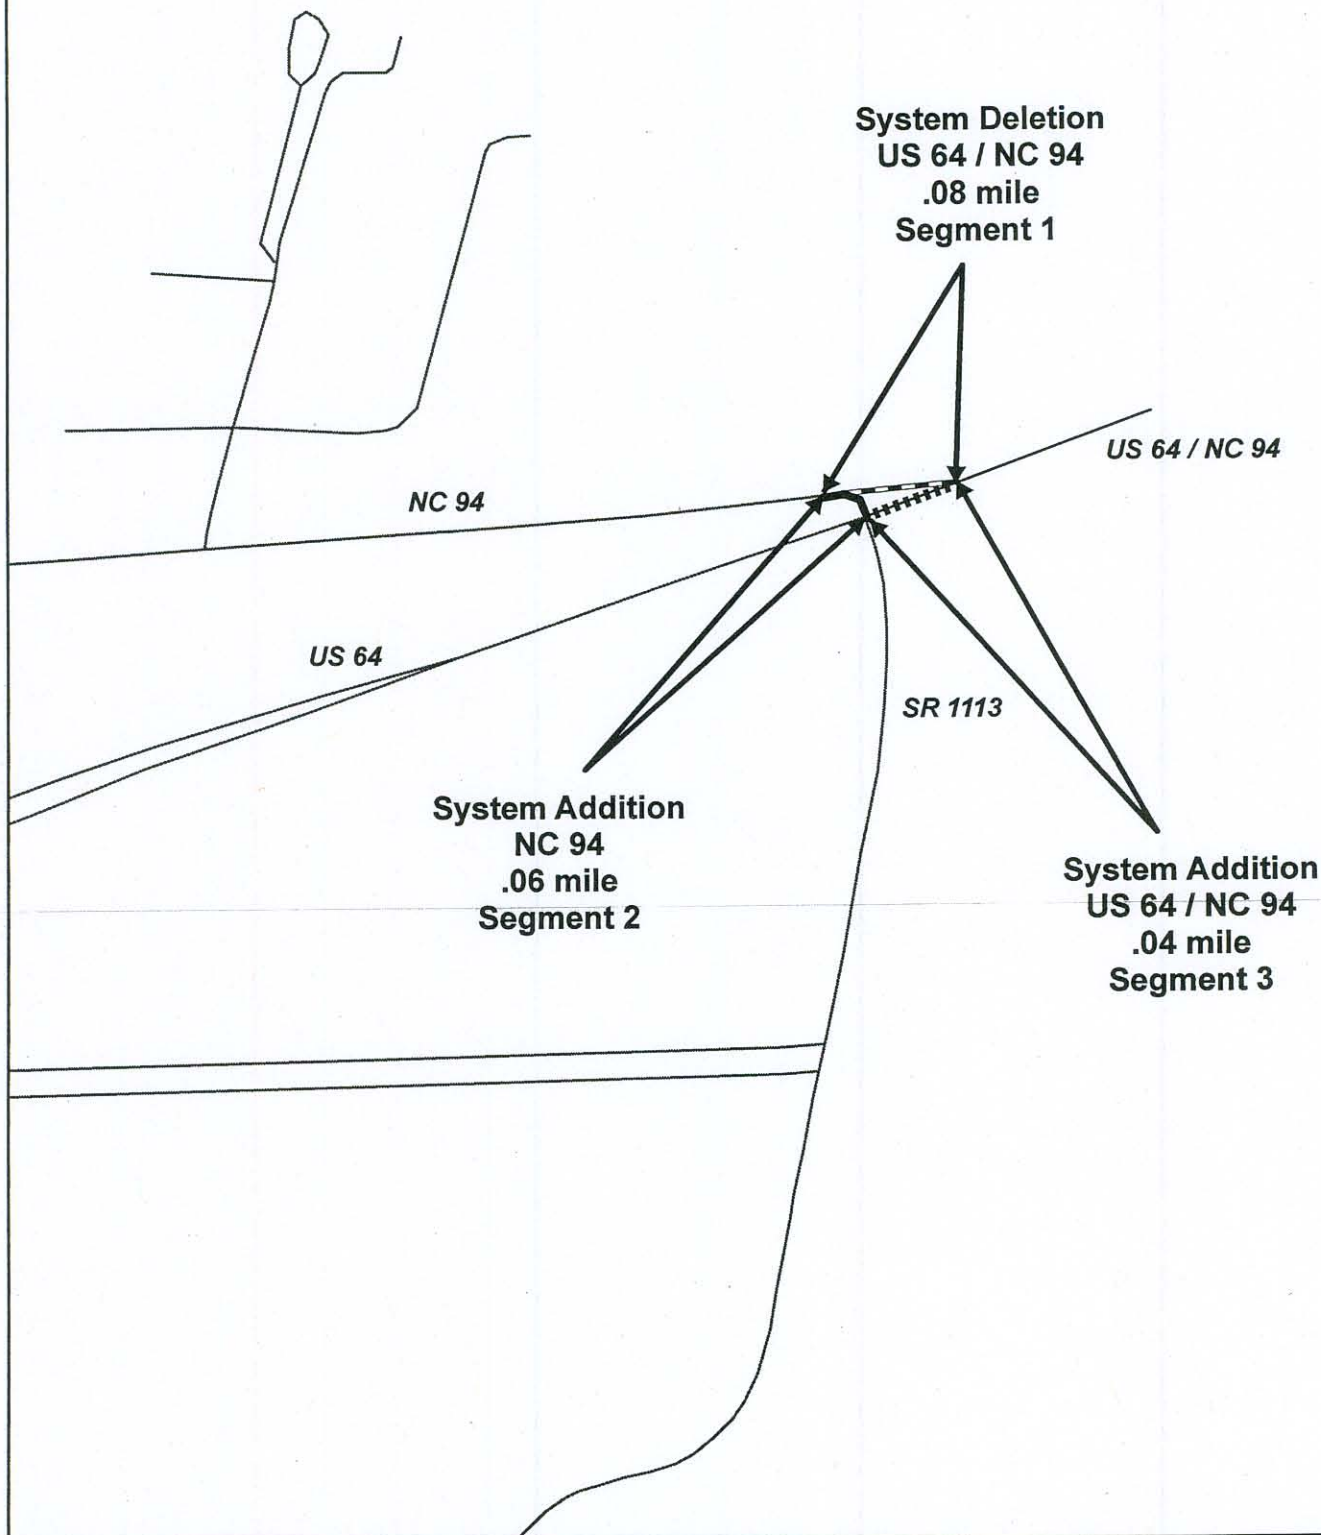 System Deletion
US 64 / NC 94
.08 mile
Segment 1
US 64 / NC 94
NC 94
US 64
SR 1113
System Addition
NC 94
.06 mile
Segment 2
System Addition
US 64 / NC 94
.04 mile
Segment 3